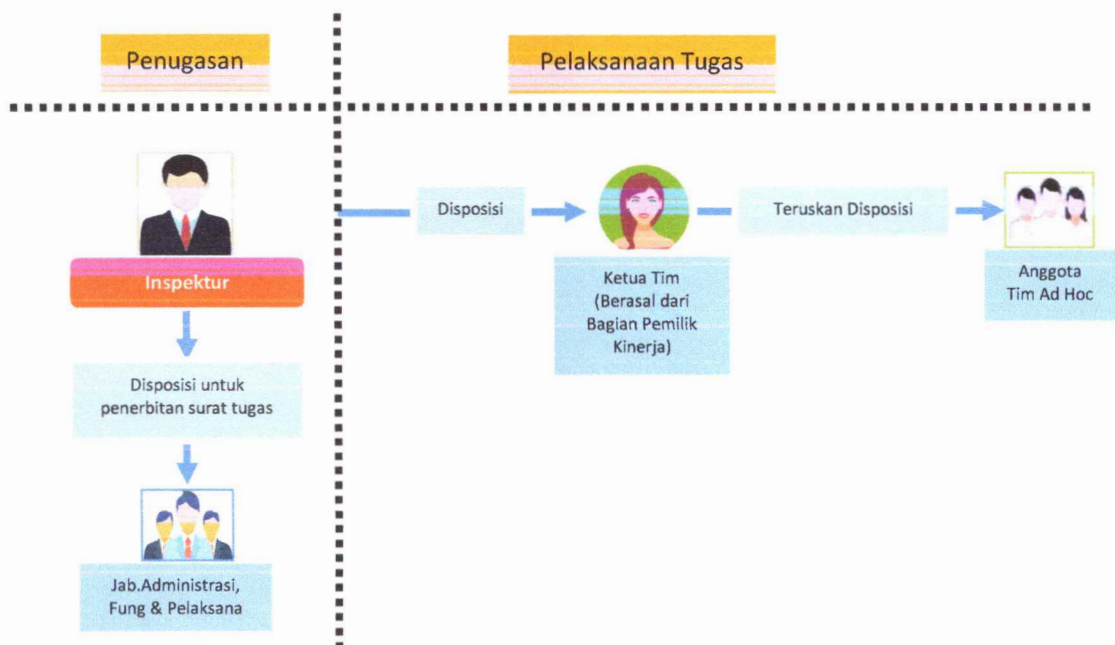 Penugasan
Pelaksanaan Tugas
Inspektur
Disposisi untuk
penerbitan surat tugas
Jab.Administrasi,
Fung & Pelaksana
Disposisi
Ketua Tim
(Berasal dari
Bagian Pemilik
Kinerja)
Teruskan Disposisi
Anggota
Tim Ad Hoc